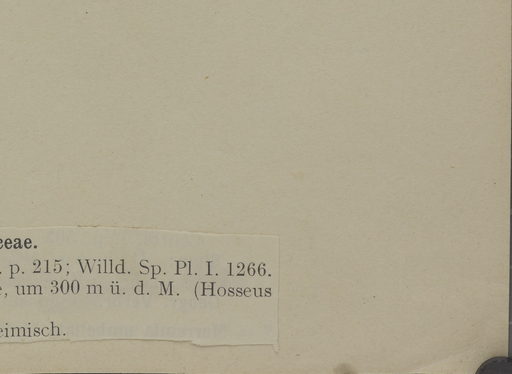 ceae.
. p. 215; Willd. Sp. Pl. I. 1266.
e, um 300 m ü. d. M. (Hosseus
eimisch.